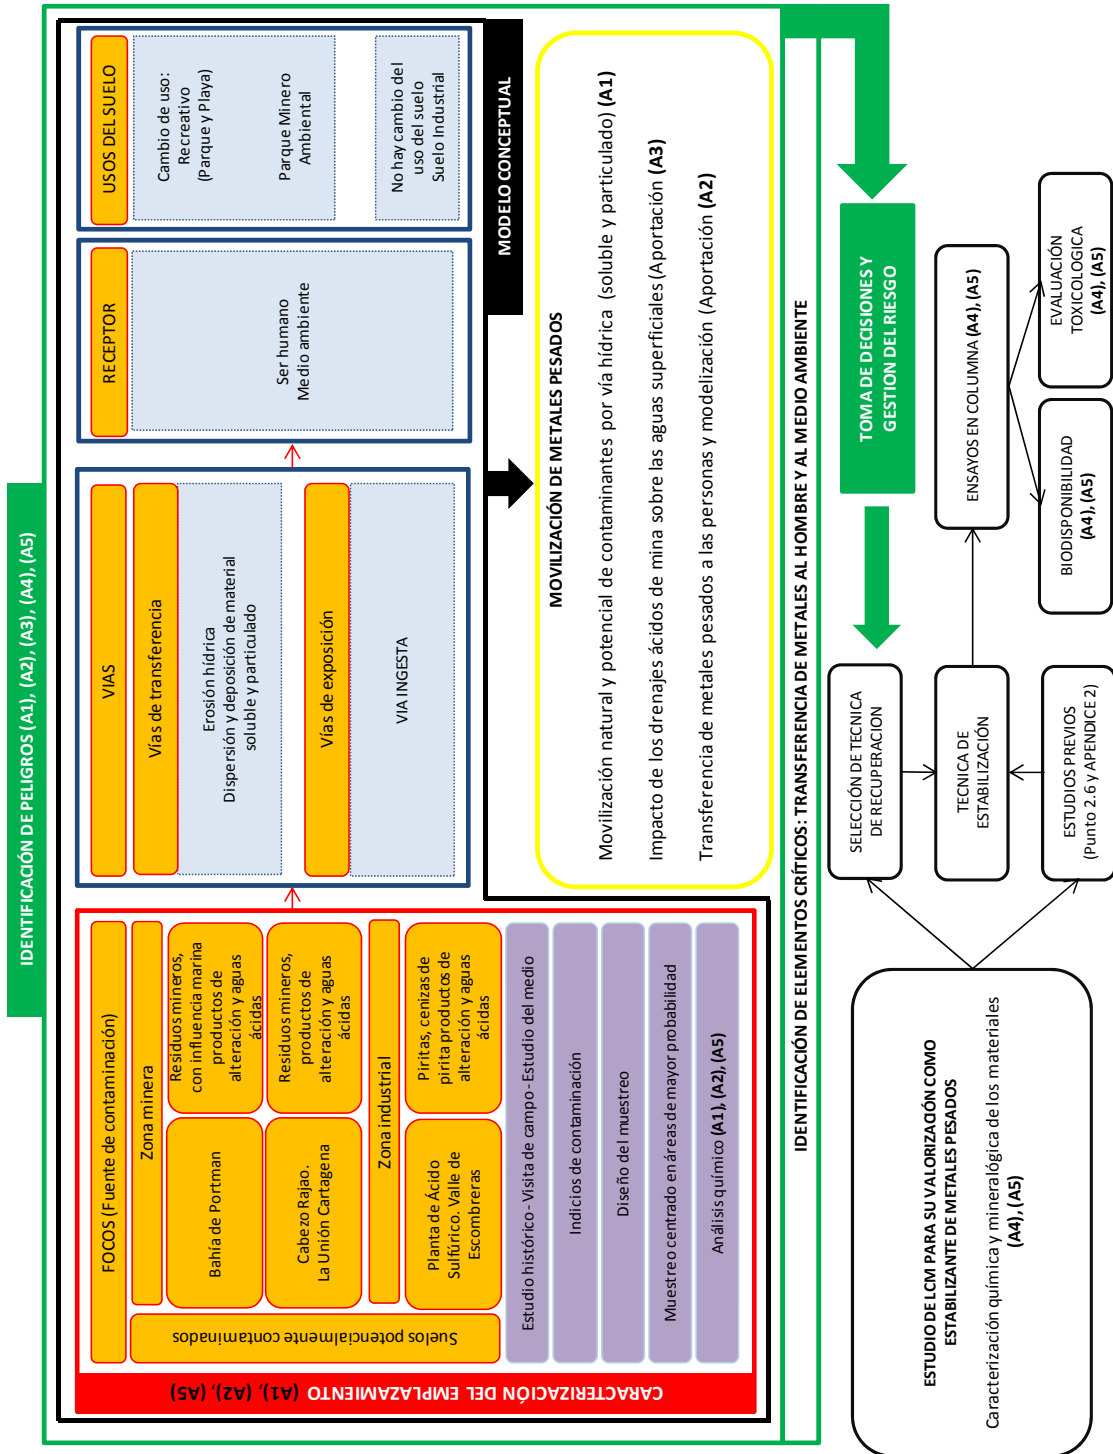 IDENTIFICACIÓN DE PELIGROS (A1), (A2), (A3), (A4), (A5)
CARACTERIZACIÓN DEL EMPLAZAMIENTO (A1), (A2), (A5)
FOCOS (Fuente de contaminación)
Suelos potencialmente contaminados
Zona minera
Bahía de Portman
Residuos mineros,
con influencia marina
productos de
alteración y aguas
ácidas
Cabezo Rajao.
La Unión Cartagena
Residuos mineros,
productos de
alteración y aguas
ácidas
Zona industrial
Planta de Ácido
Sulfúrico. Valle de
Escombreras
Piritas, cenizas de
pirita productos de
alteración y aguas
ácidas
Estudio histórico - Visita de campo - Estudio del medio
Indicios de contaminación
Diseño del muestreo
Muestreo centrado en áreas de mayor probabilidad
Análisis químico (A1), (A2), (A5)
VIAS
Vías de transferencia
Erosión hídrica
Dispersión y deposición de material
soluble y particulado
Vías de exposición
VIA INGESTA
RECEPTOR
Ser humano
Medio ambiente
USOS DEL SUELO
Cambio de uso:
Recreativo
(Parque y Playa)
Parque Minero
Ambiental
No hay cambio del
uso del suelo
Suelo Industrial
MODELO CONCEPTUAL
MOVILIZACIÓN DE METALES PESADOS
Movilización natural y potencial de contaminantes por vía hídrica (soluble y particulado) (A1)
Impacto de los drenajes ácidos de mina sobre las aguas superficiales (Aportación (A3)
Transferencia de metales pesados a las personas y modelización (Aportación (A2)
IDENTIFICACIÓN DE ELEMENTOS CRÍTICOS: TRANSFERENCIA DE METALES AL HOMBRE Y AL MEDIO AMBIENTE
TOMA DE DECISIONES Y
GESTION DEL RIESGO
SELECCIÓN DE TECNICA
DE RECUPERACION
TECNICA DE
ESTABILIZACIÓN
ESTUDIOS PREVIOS
(Punto 2.6 y APENDICE 2)
ENSAYOS EN COLUMNA (A4), (A5)
BIODISPONIBILIDAD
(A4), (A5)
EVALUACIÓN
TOXICOLOGICA
(A4), (A5)
ESTUDIO DE LCM PARA SU VALORIZACIÓN COMO
ESTABILIZANTE DE METALES PESADOS
Caracterización química y mineralógica de los materiales
(A4), (A5)